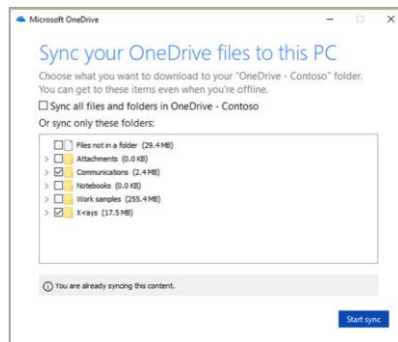 Microsoft OneDrive
Sync your OneDrive files to this PC
Choose what you want to download to your "OneDrive - Contoso" folder.
You can get to these items even when you're offline.
Sync all files and folders in OneDrive - Contoso
Or sync only these folders:
Files not in a folder (29.4 MB)
Attachments (0.0 KB)
Communications (2.4 MB)
Notebooks (0.0 KB)
Work samples (255.4 MB)
X-rays (17.5 MB)
You are already syncing this content.
Start sync